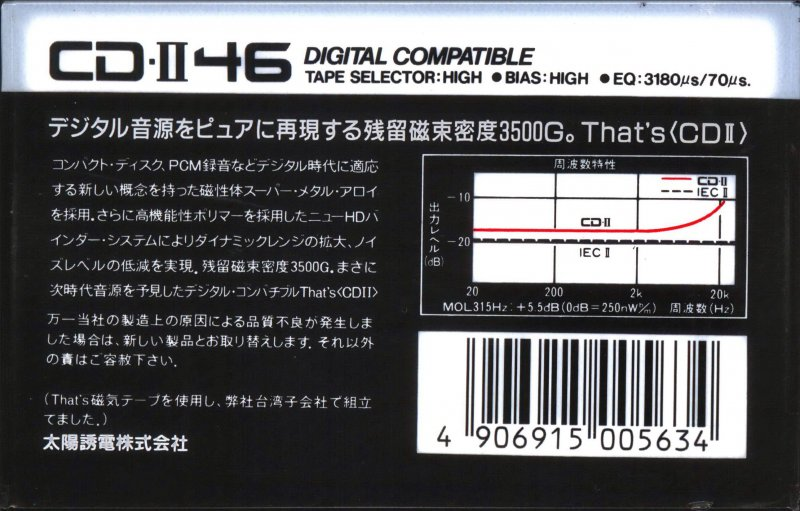 CD·II 46 DIGITAL COMPATIBLE
TAPE SELECTOR:HIGH ●BIAS:HIGH ●EQ:3180μs/70μs.
デジタル音源をピュアに再現する残留磁束密度3500G。That's〈CDII〉
コンパクト・ディスク、PCM録音などデジタル時代に適応
する新しい概念を持った磁性体スーパー・メタル・アロイ
を採用。さらに高機能性ポリマーを採用したニューHDバ
インダー・システムによりダイナミックレンジの拡大、ノイ
ズレベルの低減を実現。残留磁束密度3500G。まさに
次時代音源を予見したデジタル・コンパチブルThat's〈CDII〉
万一当社の製造上の原因による品質不良が発生しま
した場合は、新しい製品とお取り替えします。それ以外
の責はご容赦下さい。
(That's磁気テープを使用し、弊社台湾子会社で組立
てました。)
太陽誘電株式会社
周波数特性
CD·II
IEC II
出力レベル(dB)
-10
-20
CD·II
IEC II
20 200 2k 20k
MOL315Hz:+5.5dB(0dB=250nW/m) 周波数(Hz)
4 906915 005634